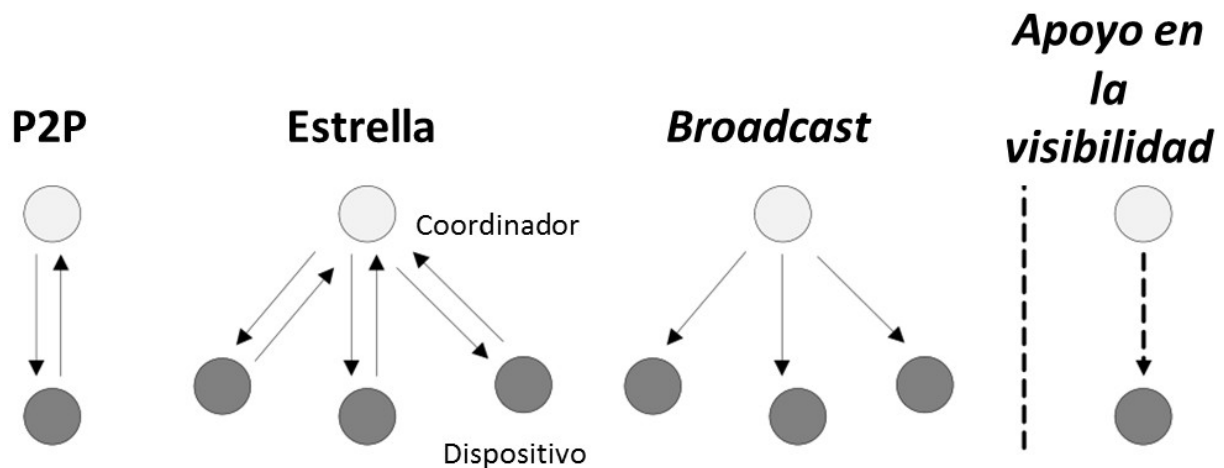 P2P
Estrella
Broadcast
Apoyo en
la
visibilidad
Coordinador
Dispositivo